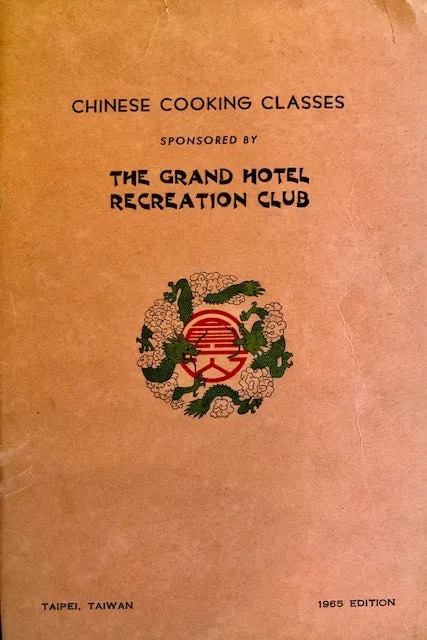 CHINESE COOKING CLASSES
SPONSORED BY
THE GRAND HOTEL
RECREATION CLUB
TAIPEI, TAIWAN
1965 EDITION